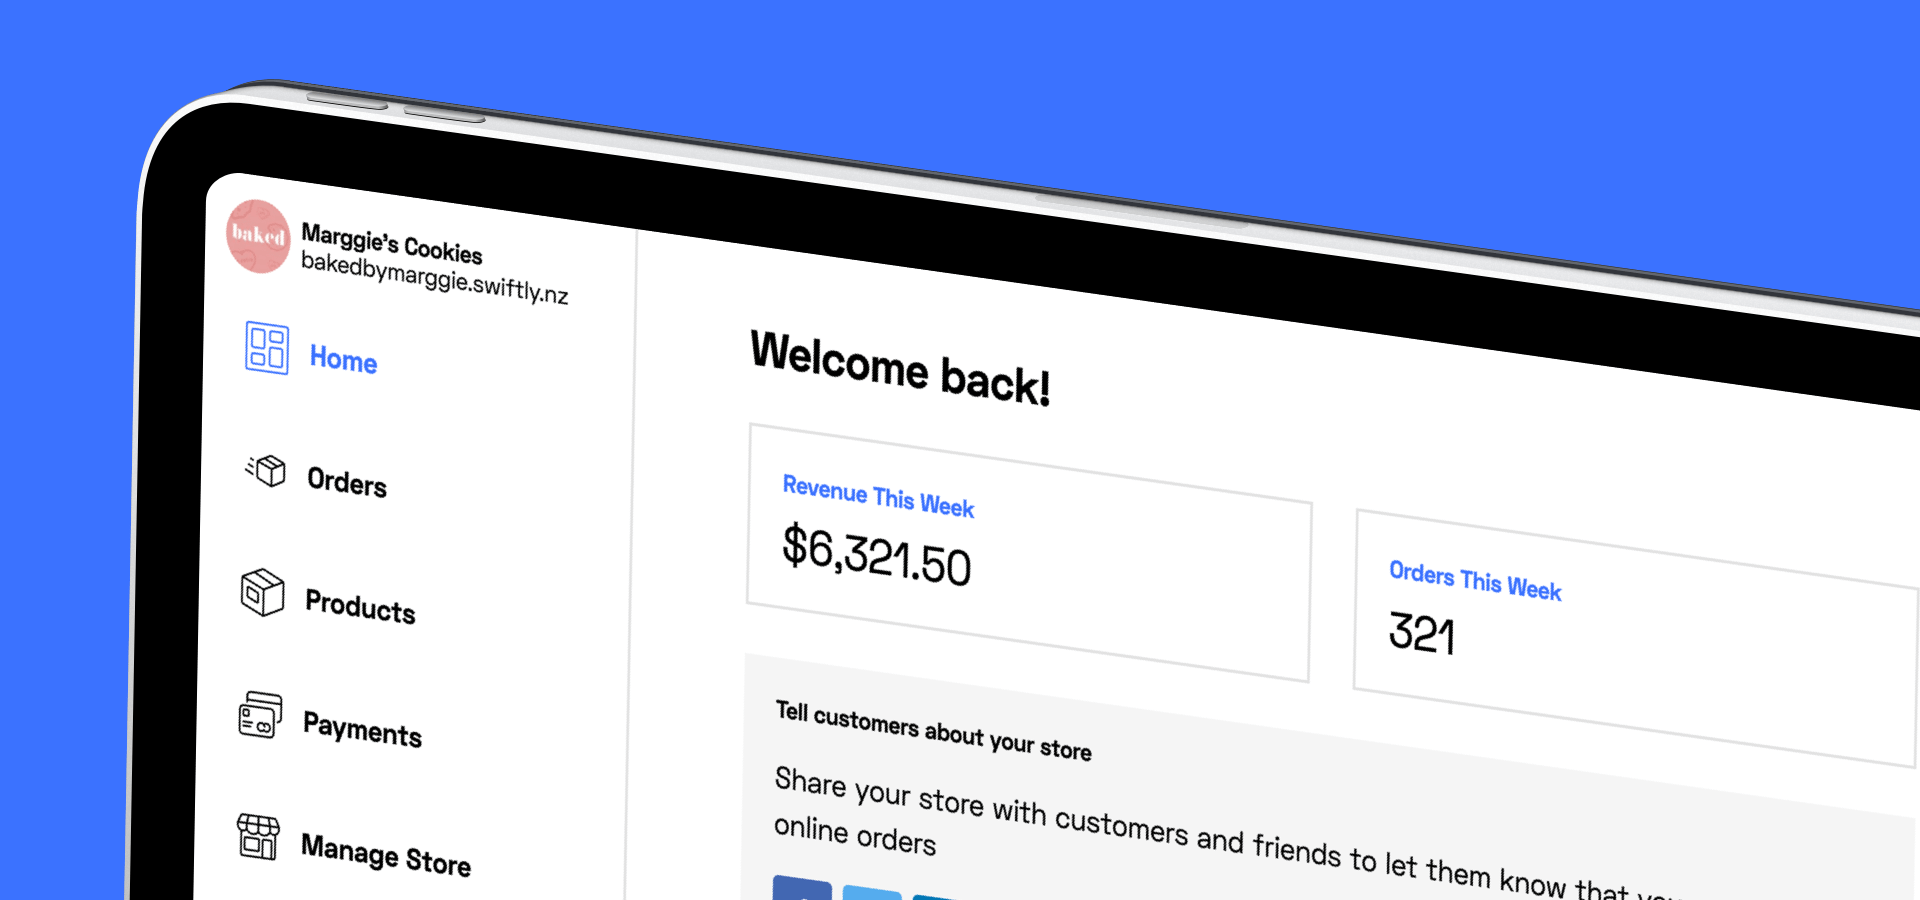 baked
Marggie's Cookies
bakedbymarggie.swiftly.nz
Home
Orders
Products
Payments
Manage Store
Welcome back!
Revenue This Week
$6,321.50
Orders This Week
321
Tell customers about your store
Share your store with customers and friends to let them know that
online orders